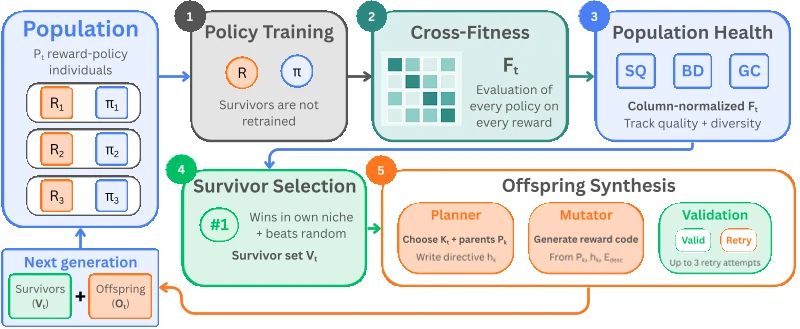 Population
Pₜ reward-policy
individuals
R₁ π₁
R₂ π₂
R₃ π₃
1
Policy Training
R π
Survivors are not
retrained
2
Cross-Fitness
Fₜ
Evaluation of
every policy on
every reward
3
Population Health
SQ BD GC
Column-normalized Fₜ
Track quality + diversity
4
Survivor Selection
#1
Wins in own niche
+ beats random
Survivor set Vₜ
5
Offspring Synthesis
Planner
Choose Kₜ + parents Pₖ
Write directive hₖ
Mutator
Generate reward code
From Pₖ, hₖ, E_desc
Validation
Valid Retry
Up to 3 retry attempts
Next generation
Survivors
(Vₜ)
+
Offspring
(Oₜ)